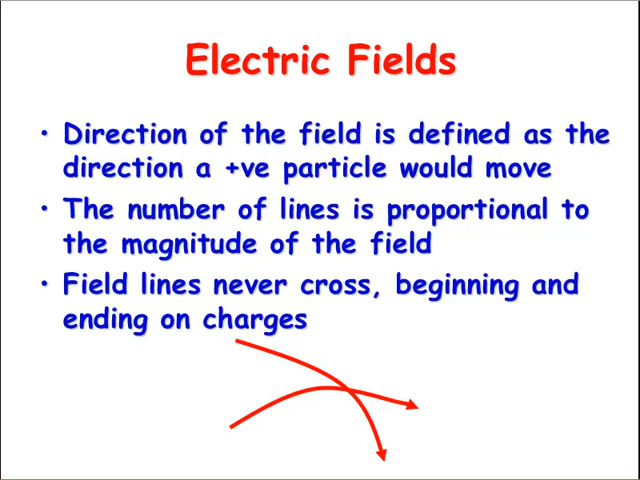 Electric Fields
• Direction of the field is defined as the
direction a +ve particle would move
• The number of lines is proportional to
the magnitude of the field
• Field lines never cross, beginning and
ending on charges